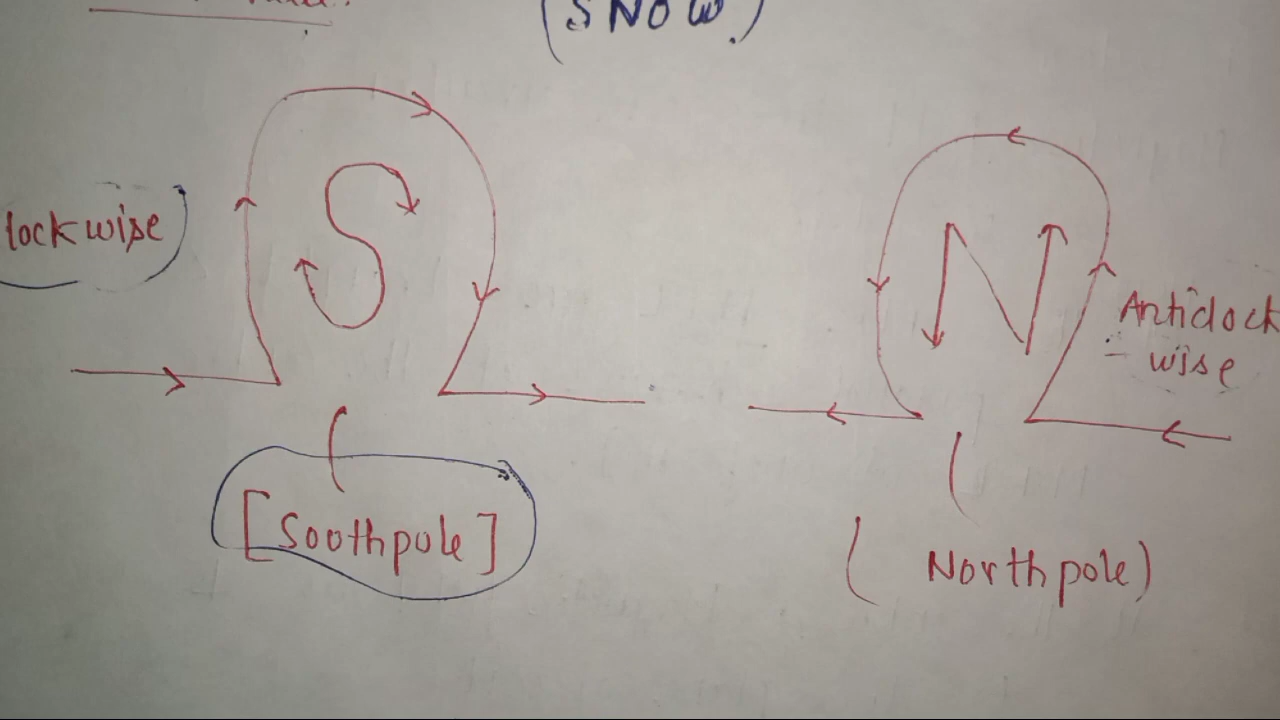 (SNOW)
lockwise)
S
N
Anticlock
- wise
[Soothpole]
(Northpole)